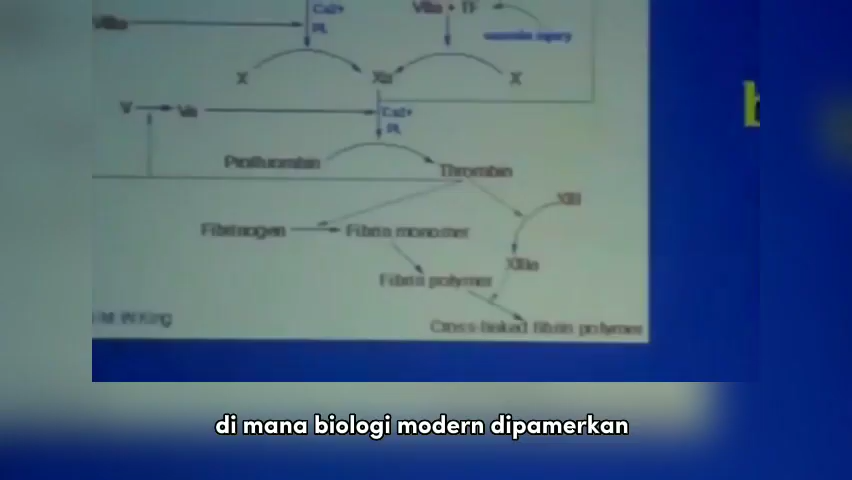 Ca2+
VIIa + TF
VIIIa
PL
vascular injury
X
Xa
X
V
Va
Ca2+
PL
Prothrombin
Thrombin
XIII
Fibrinogen
Fibrin monomer
XIIIa
Fibrin polymer
M.W.King
Cross-linked fibrin polymer
b
di mana biologi modern dipamerkan